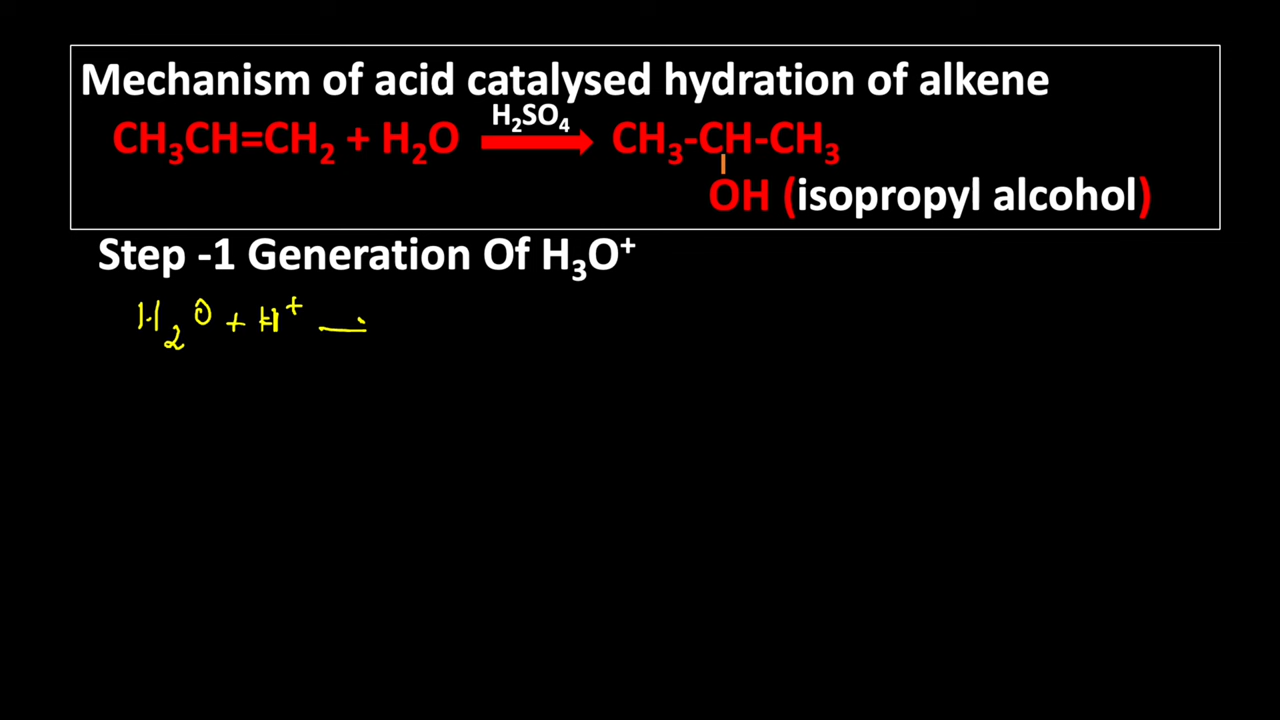 Mechanism of acid catalysed hydration of alkene
H₂SO₄
CH₃CH=CH₂ + H₂O → CH₃-CH-CH₃
OH (isopropyl alcohol)
Step -1 Generation Of H₃O⁺
H₂O + H⁺ —